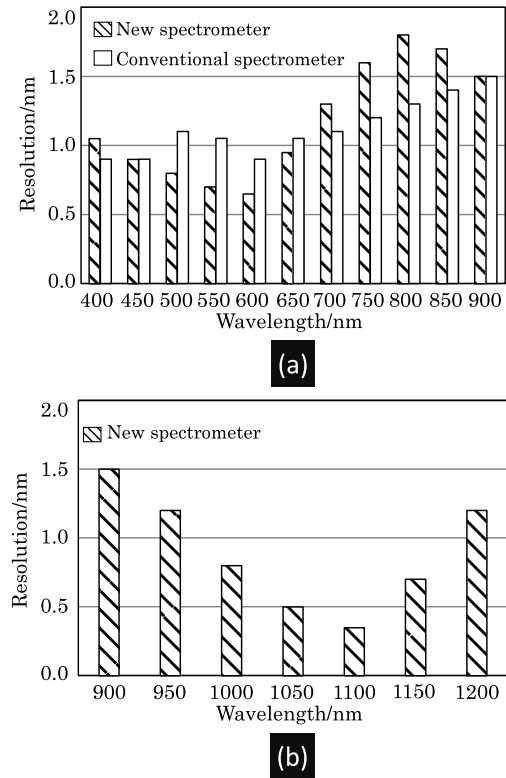 2.0
New spectrometer
Conventional spectrometer
1.5
1.0
0.5
0.0
Resolution/nm
400 450 500 550 600 650 700 750 800 850 900
Wavelength/nm
(a)
2.0
New spectrometer
1.5
1.0
0.5
0.0
Resolution/nm
900 950 1000 1050 1100 1150 1200
Wavelength/nm
(b)